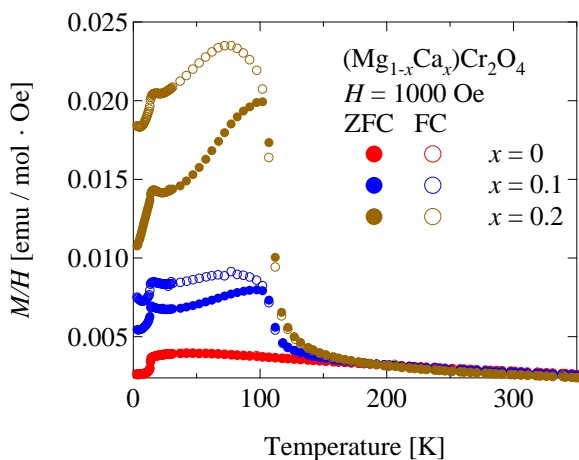 0.025
0.020
0.015
0.010
0.005
M/H [emu / mol · Oe]
(Mg1-xCax)Cr2O4
H = 1000 Oe
ZFC FC
x = 0
x = 0.1
x = 0.2
0 100 200 300
Temperature [K]